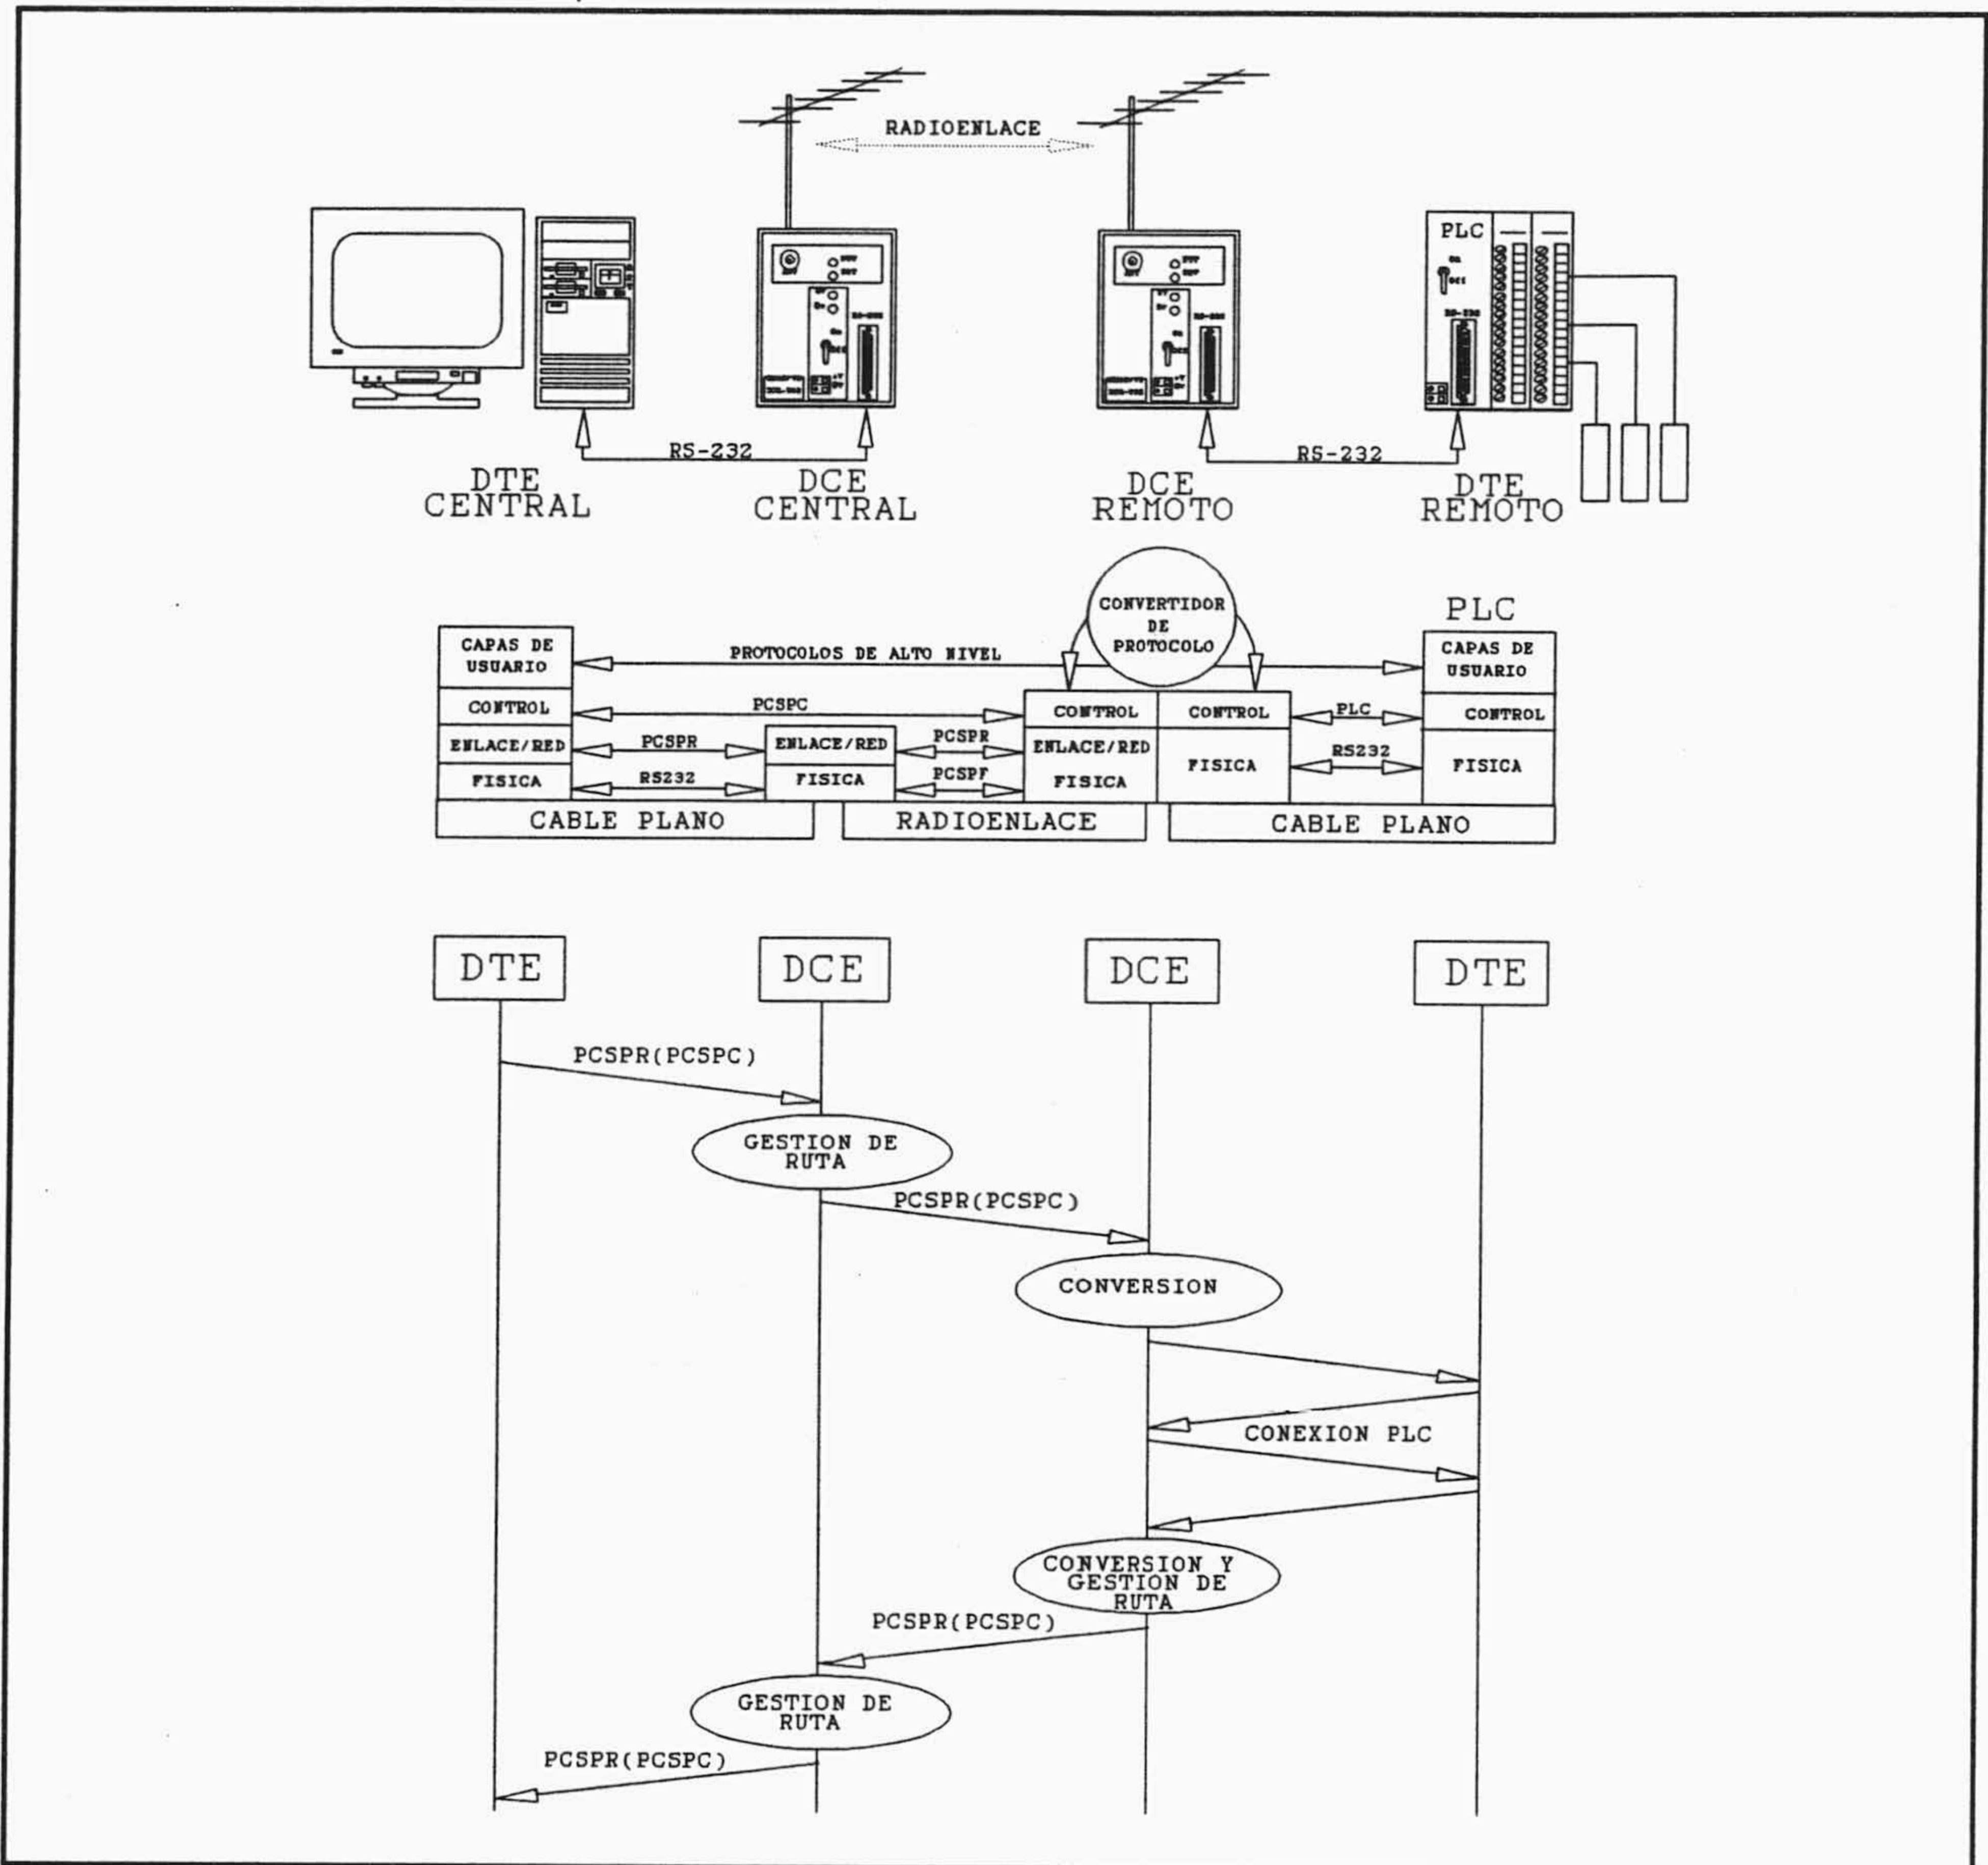 RADIOENLACE
PLC
RS-232
RS-232
DTE
CENTRAL
DCE
CENTRAL
DCE
REMOTO
DTE
REMOTO
CONVERTIDOR
DE
PROTOCOLO
PLC
CAPAS DE
USUARIO
PROTOCOLOS DE ALTO NIVEL
CAPAS DE
USUARIO
CONTROL
PCSPC
CONTROL
CONTROL
PLC
CONTROL
ENLACE/RED
PCSPR
ENLACE/RED
PCSPR
ENLACE/RED
RS232
FISICA
RS232
FISICA
PCSPF
FISICA
FISICA
FISICA
CABLE PLANO
RADIOENLACE
CABLE PLANO
DTE
DCE
DCE
DTE
PCSPR(PCSPC)
GESTION DE
RUTA
PCSPR(PCSPC)
CONVERSION
CONEXION PLC
CONVERSION Y
GESTION DE
RUTA
PCSPR(PCSPC)
GESTION DE
RUTA
PCSPR(PCSPC)